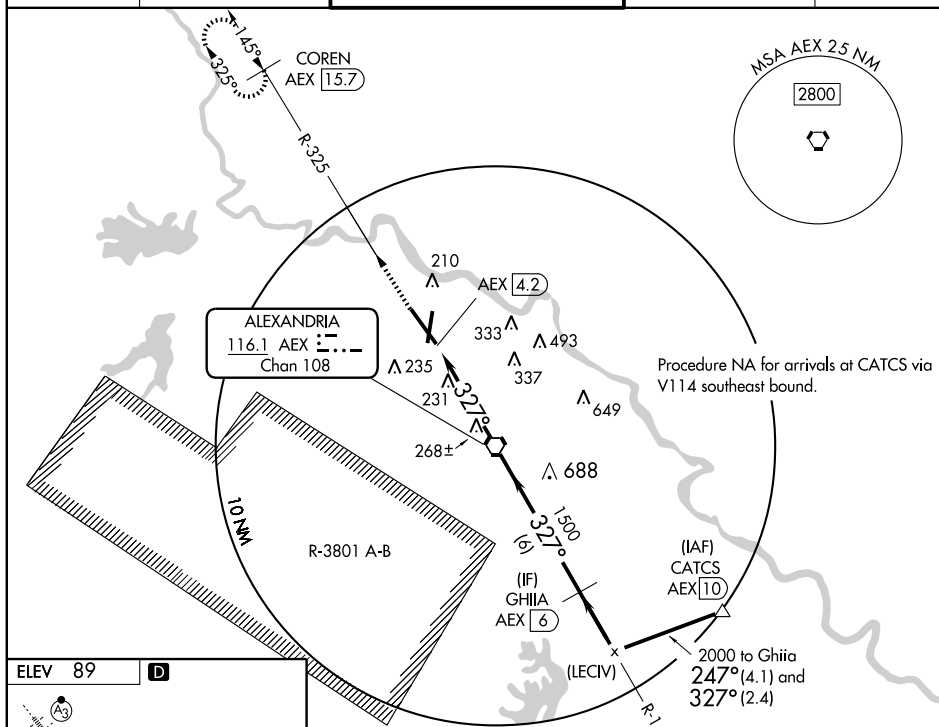 145°
325°
COREN
AEX 15.7
R-325
MSA AEX 25 NM
2800
210
AEX 4.2
ALEXANDRIA
116.1 AEX
Chan 108
333
493
337
235
231
327°
649
Procedure NA for arrivals at CATCS via
V114 southeast bound.
268±
688
10 NM
R-3801 A-B
1500
327°
(6)
(IF)
GHIIA
AEX 6
(IAF)
CATCS
AEX 10
(LECIV)
2000 to Ghiia
247° (4.1) and
327° (2.4)
R-1
ELEV 89
D
A3